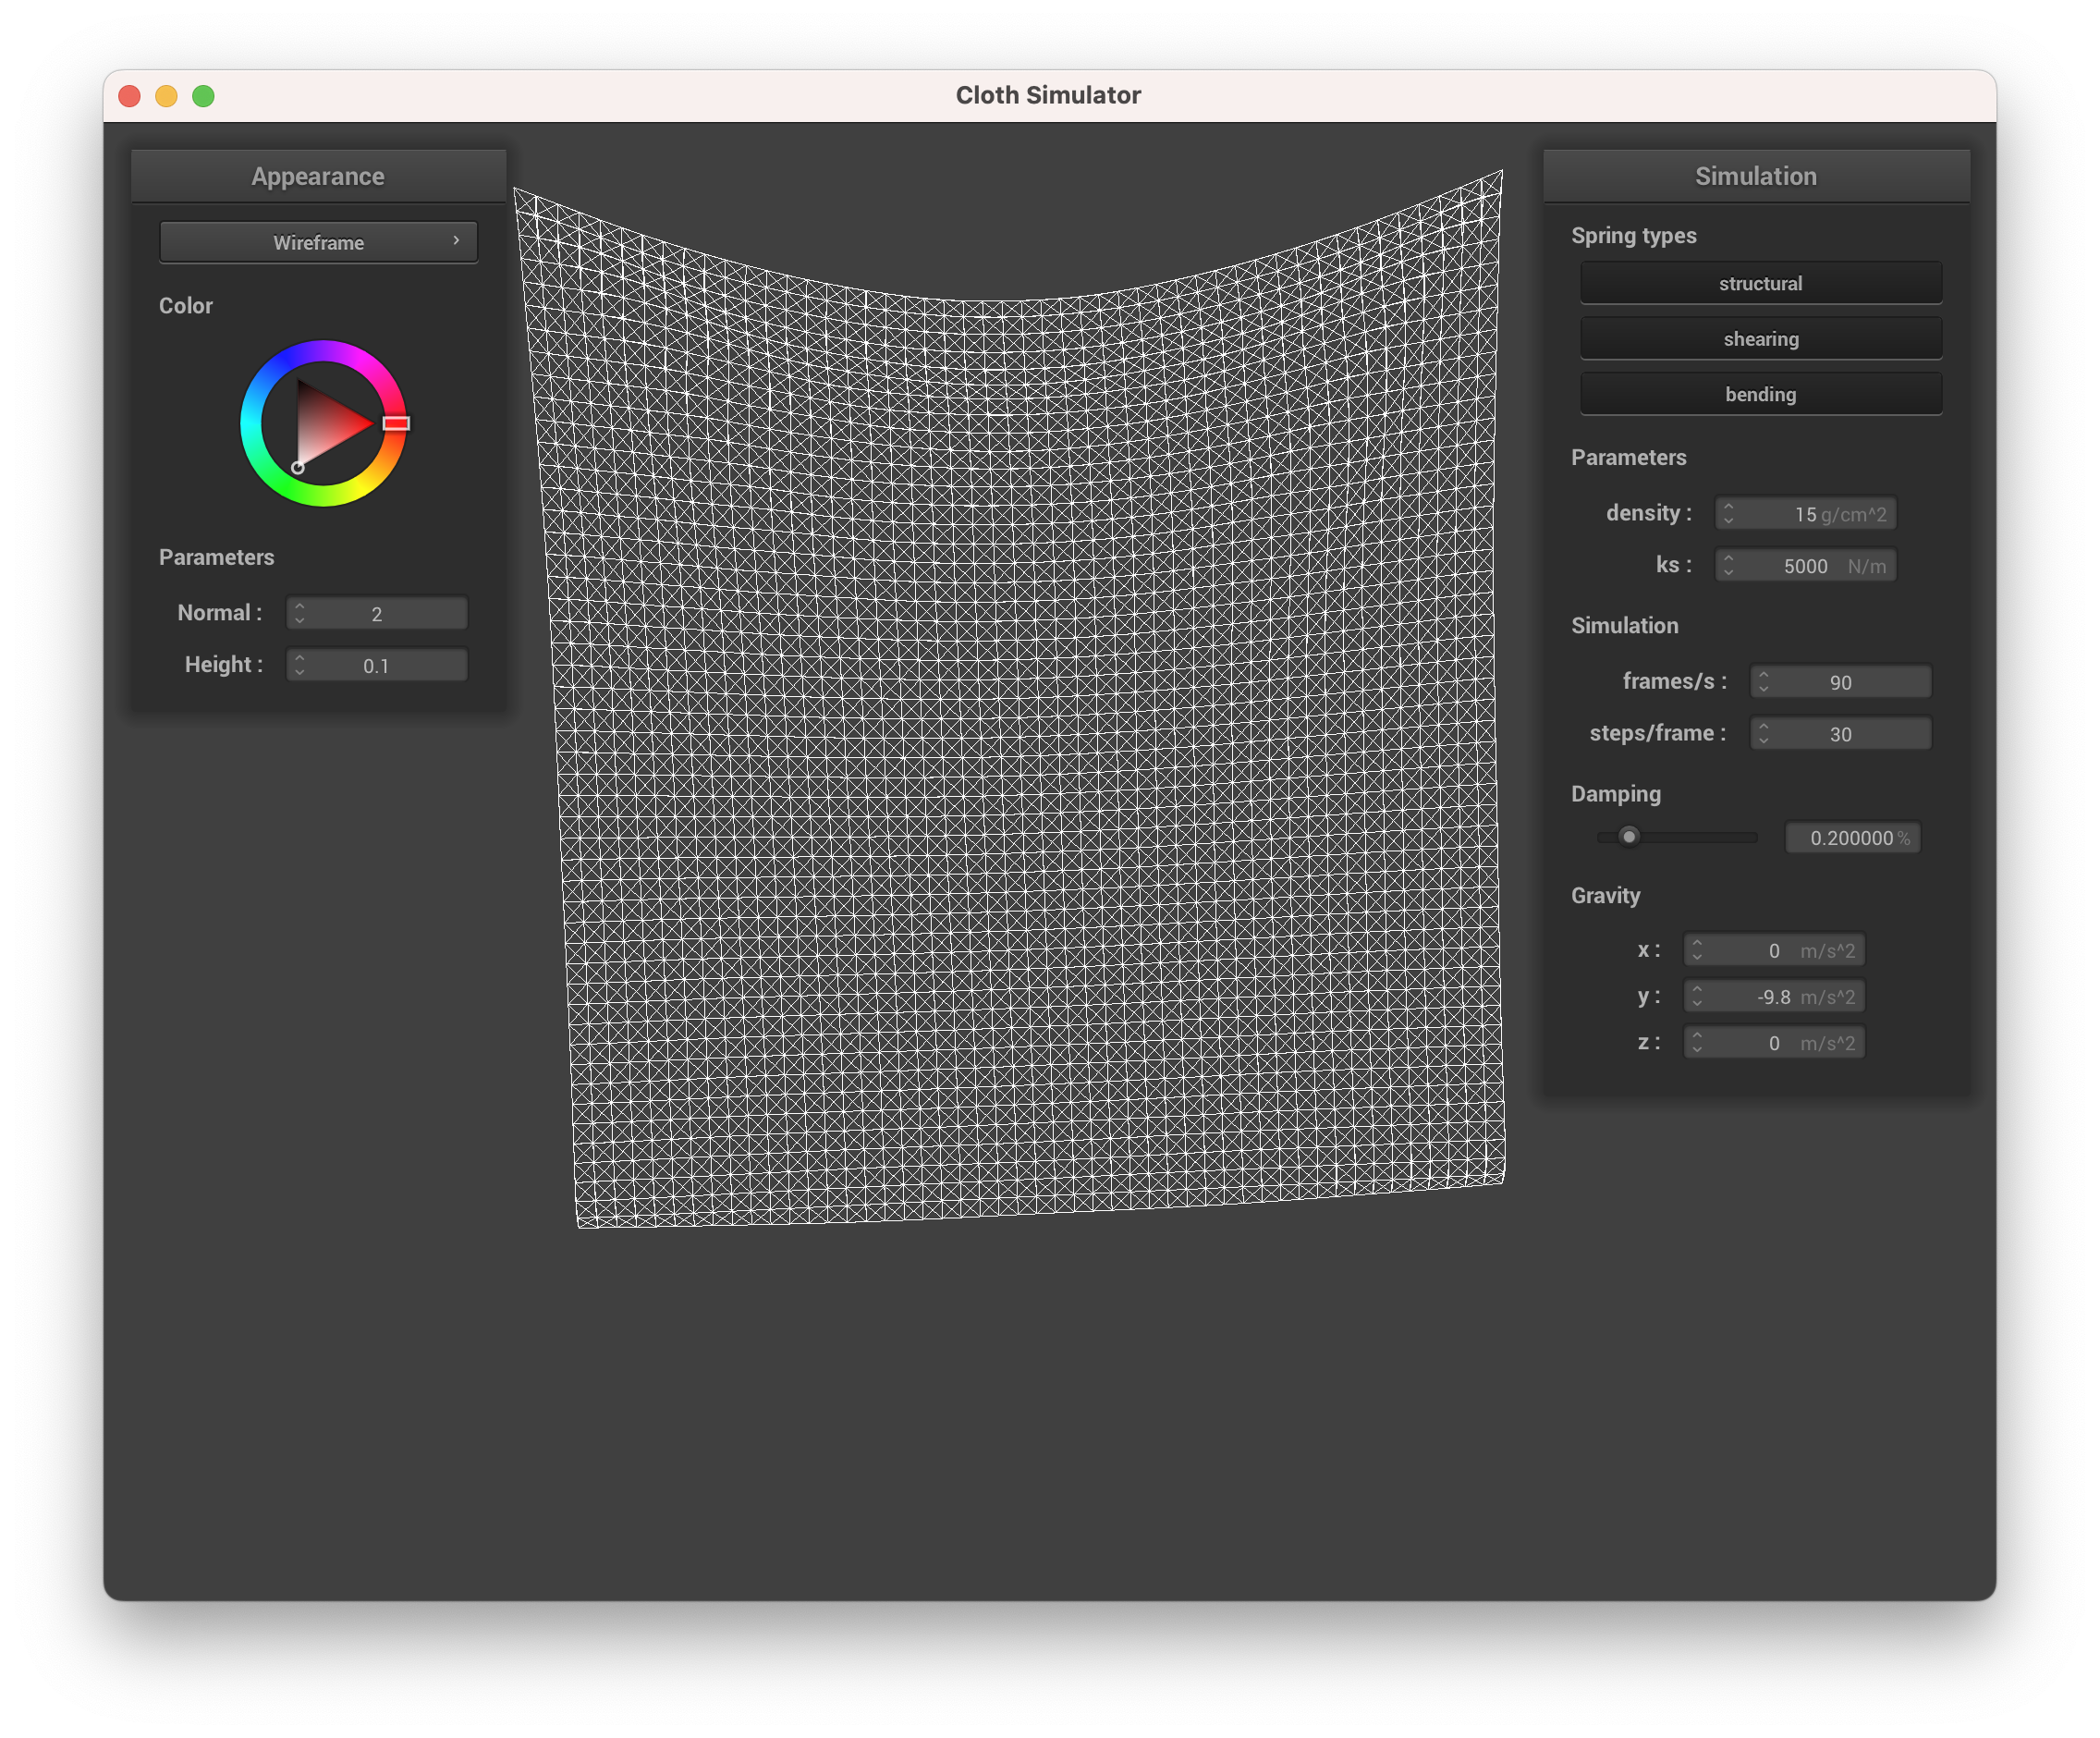 Cloth Simulator
Appearance
Wireframe
Color
Parameters
Normal : 2
Height : 0.1
Simulation
Spring types
structural
shearing
bending
Parameters
density : 15 g/cm^2
ks : 5000 N/m
Simulation
frames/s : 90
steps/frame : 30
Damping
0.200000 %
Gravity
x : 0 m/s^2
y : -9.8 m/s^2
z : 0 m/s^2